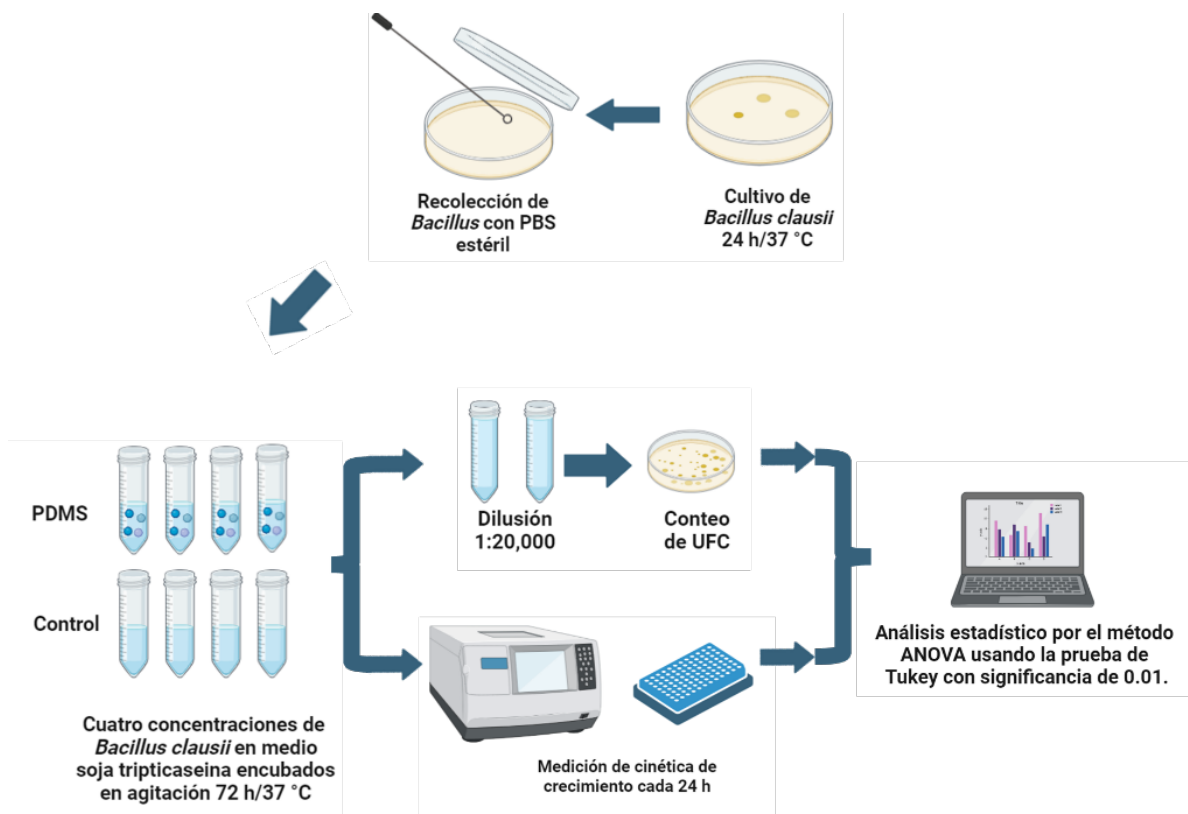 Recolección de
Bacillus con PBS
estéril
Cultivo de
Bacillus clausii
24 h/37 °C
PDMS
Control
Cuatro concentraciones de
Bacillus clausii en medio
soja tripticaseina encubados
en agitación 72 h/37 °C
Dilusión
1:20,000
Conteo
de UFC
Medición de cinética de
crecimiento cada 24 h
Análisis estadístico por el método
ANOVA usando la prueba de
Tukey con significancia de 0.01.